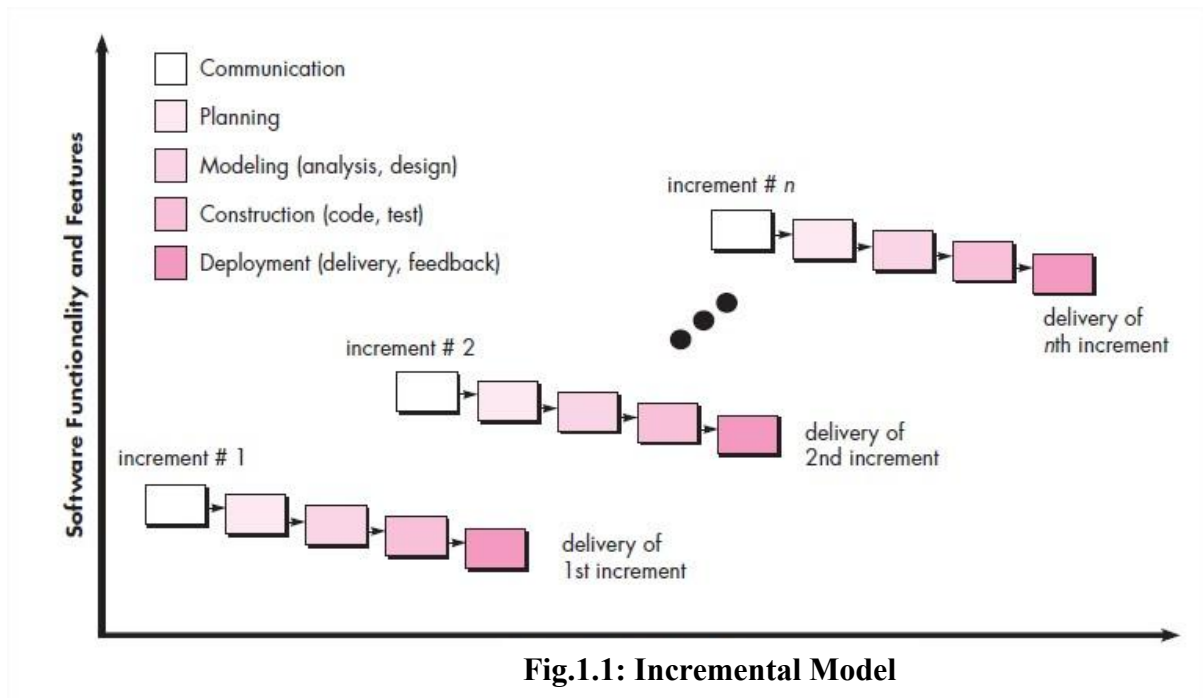 Software Functionality and Features
Communication
Planning
Modeling (analysis, design)
Construction (code, test)
Deployment (delivery, feedback)
increment # n
delivery of
nth increment
increment # 2
delivery of
2nd increment
increment # 1
delivery of
1st increment
Fig.1.1: Incremental Model